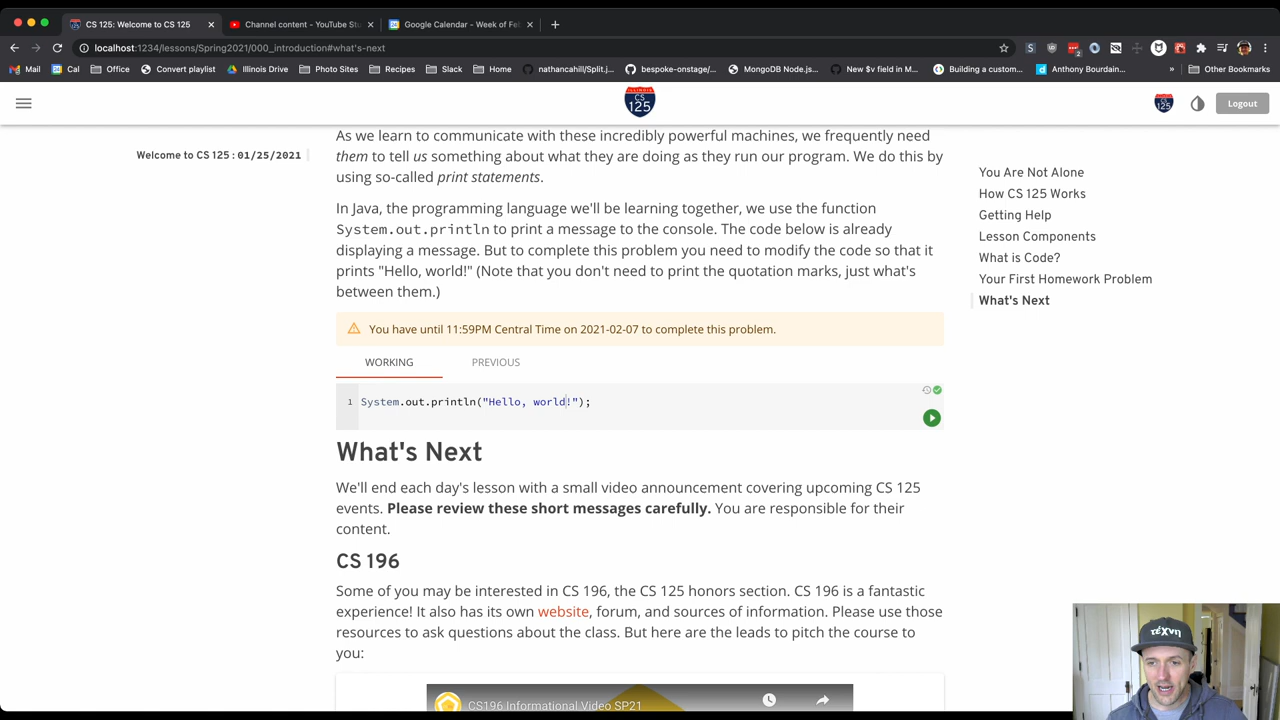 CS 125: Welcome to CS 125
Channel content - YouTube Stu
Google Calendar - Week of Feb
localhost:1234/lessons/Spring2021/000_introduction#what's-next
Mail
Cal
Office
Convert playlist
Illinois Drive
Photo Sites
Recipes
Slack
Home
nathancahill/Split.j...
bespoke-onstage/...
MongoDB Node.js...
New $v field in M...
Building a custom...
Anthony Bourdain...
»
Other Bookmarks
ILLINOIS
CS
125
CS
125
Logout
Welcome to CS 125 : 01/25/2021
As we learn to communicate with these incredibly powerful machines, we frequently need
them to tell us something about what they are doing as they run our program. We do this by
using so-called print statements.
In Java, the programming language we'll be learning together, we use the function
System.out.println to print a message to the console. The code below is already
displaying a message. But to complete this problem you need to modify the code so that it
prints "Hello, world!" (Note that you don't need to print the quotation marks, just what's
between them.)
You have until 11:59PM Central Time on 2021-02-07 to complete this problem.
WORKING
PREVIOUS
1 System.out.println("Hello, world!");
What's Next
We'll end each day's lesson with a small video announcement covering upcoming CS 125
events. Please review these short messages carefully. You are responsible for their
content.
CS 196
Some of you may be interested in CS 196, the CS 125 honors section. CS 196 is a fantastic
experience! It also has its own website, forum, and sources of information. Please use those
resources to ask questions about the class. But here are the leads to pitch the course to
you:
CS196 Informational Video SP21
You Are Not Alone
How CS 125 Works
Getting Help
Lesson Components
What is Code?
Your First Homework Problem
What's Next
τέχνη